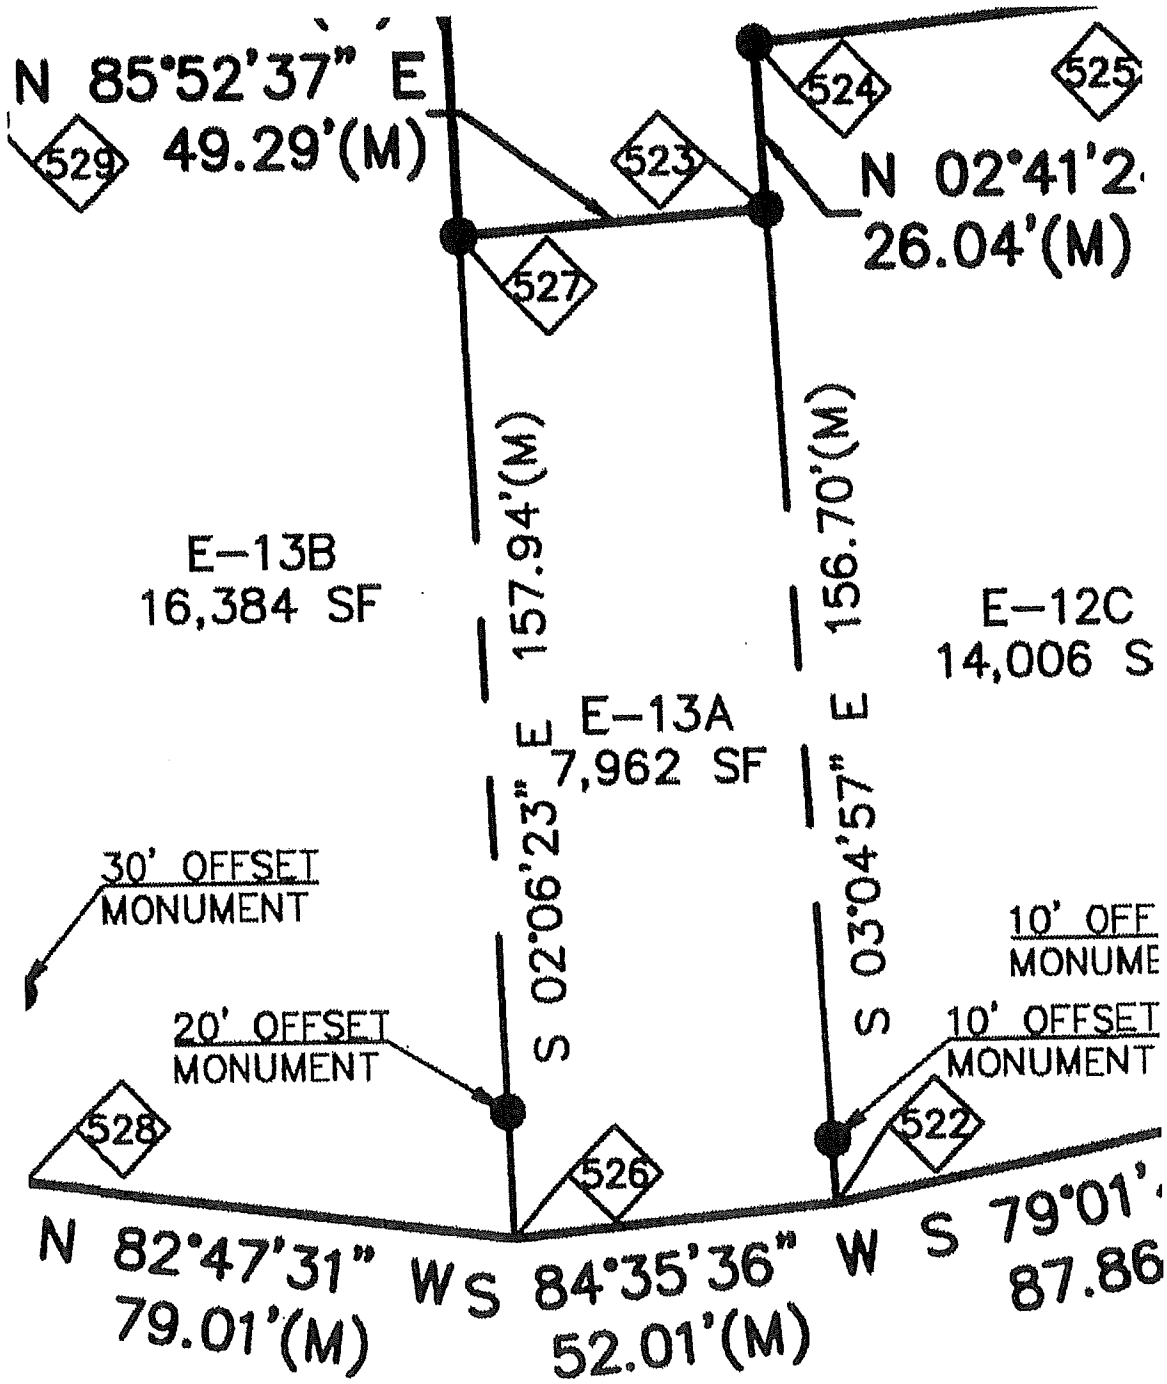 N 85°52'37" E
49.29'(M)
529
523
524
525
N 02°41'2
26.04'(M)
527
157.94'(M)
S 02°06'23" E
156.70'(M)
S 03°04'57" E
E-13B
16,384 SF
E-12C
14,006 S
E-13A
7,962 SF
30' OFFSET
MONUMENT
10' OFF
MONUME
20' OFFSET
MONUMENT
10' OFFSET
MONUMENT
528
526
522
N 82°47'31" W
79.01'(M)
S 84°35'36" W
52.01'(M)
S 79°01'
87.86